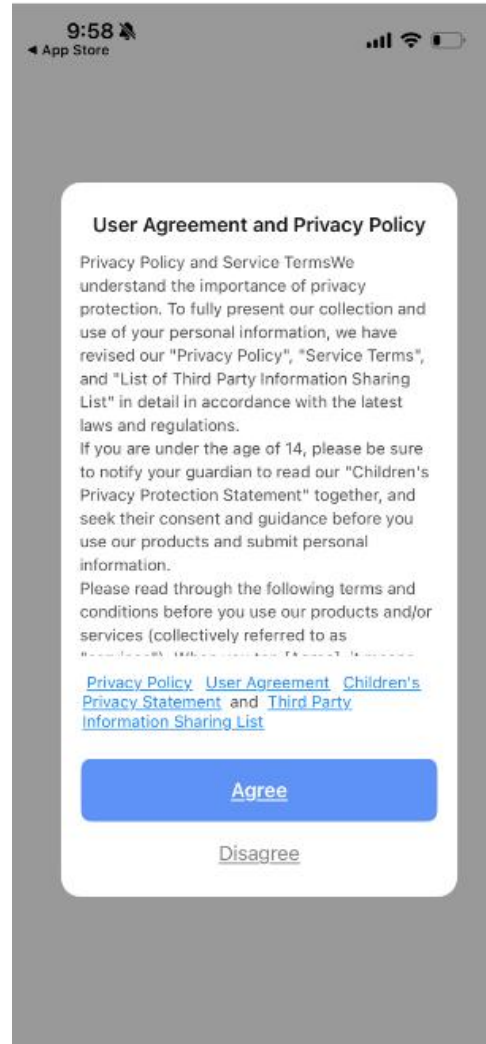 9:58
◀ App Store
User Agreement and Privacy Policy
Privacy Policy and Service TermsWe
understand the importance of privacy
protection. To fully present our collection and
use of your personal information, we have
revised our "Privacy Policy", "Service Terms",
and "List of Third Party Information Sharing
List" in detail in accordance with the latest
laws and regulations.
If you are under the age of 14, please be sure
to notify your guardian to read our "Children's
Privacy Protection Statement" together, and
seek their consent and guidance before you
use our products and submit personal
information.
Please read through the following terms and
conditions before you use our products and/or
services (collectively referred to as
Privacy Policy User Agreement Children's
Privacy Statement and Third Party
Information Sharing List
Agree
Disagree